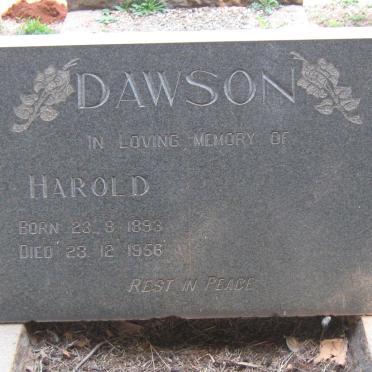 DAWSON
IN LOVING MEMORY OF
HAROLD
BORN 23. 3 1893
DIED 23. 12 1956
REST IN PEACE